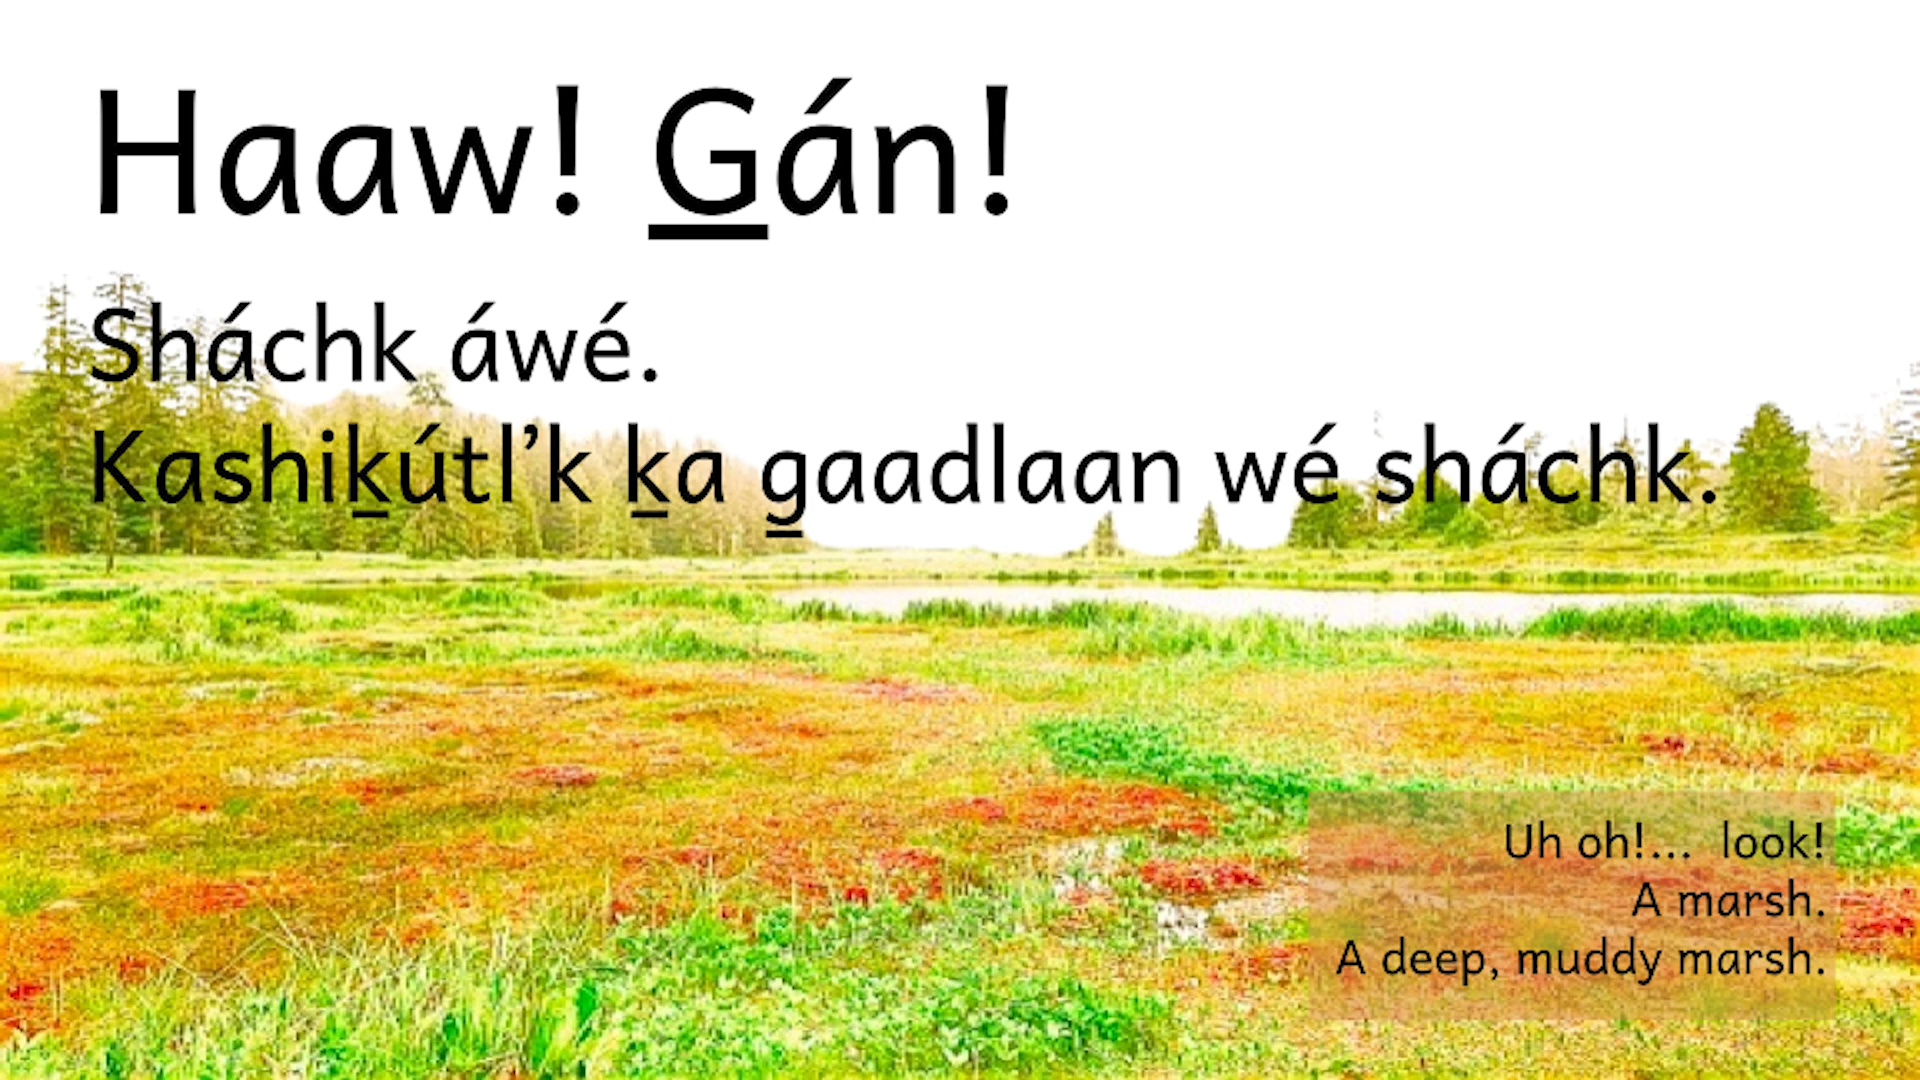 Haaw! G̲án!
Sháchk áwé.
Kashik̲útl’k k̲a g̲aadlaan wé sháchk.
Uh oh!... look!
A marsh.
A deep, muddy marsh.